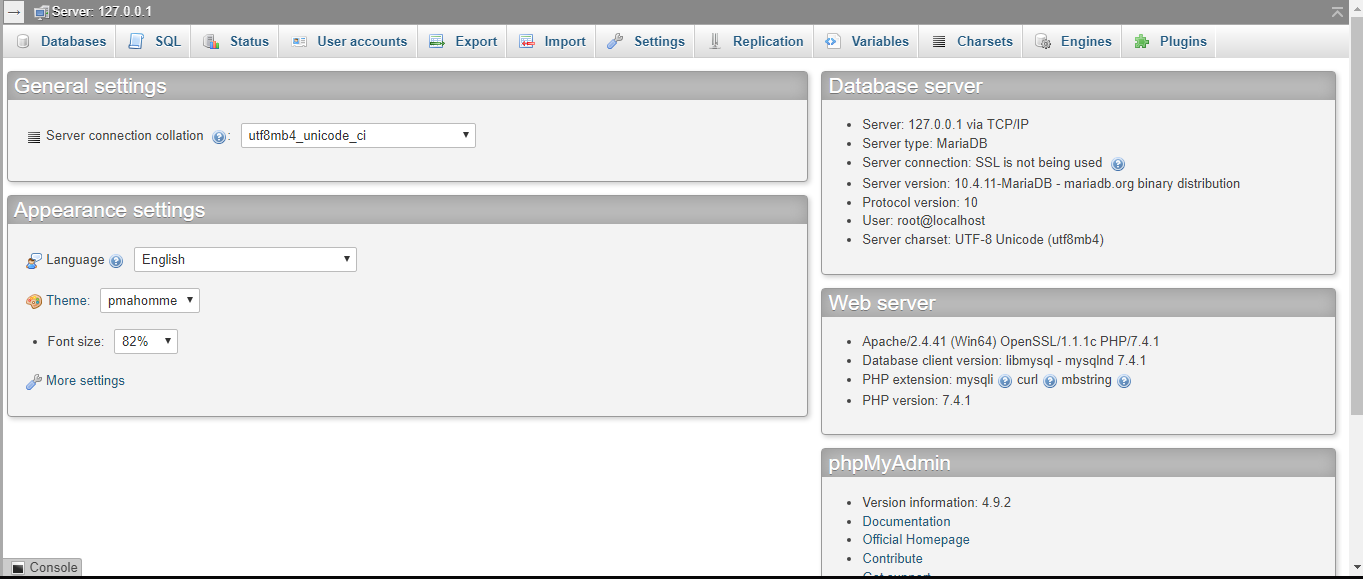 Server: 127.0.0.1
Databases SQL Status User accounts Export Import Settings Replication Variables Charsets Engines Plugins
General settings
Server connection collation : utf8mb4_unicode_ci
Appearance settings
Language English
Theme: pmahomme
Font size: 82%
More settings
Database server
Server: 127.0.0.1 via TCP/IP
Server type: MariaDB
Server connection: SSL is not being used
Server version: 10.4.11-MariaDB - mariadb.org binary distribution
Protocol version: 10
User: root@localhost
Server charset: UTF-8 Unicode (utf8mb4)
Web server
Apache/2.4.41 (Win64) OpenSSL/1.1.1c PHP/7.4.1
Database client version: libmysql - mysqlnd 7.4.1
PHP extension: mysqli curl mbstring
PHP version: 7.4.1
phpMyAdmin
Version information: 4.9.2
Documentation
Official Homepage
Contribute
Console